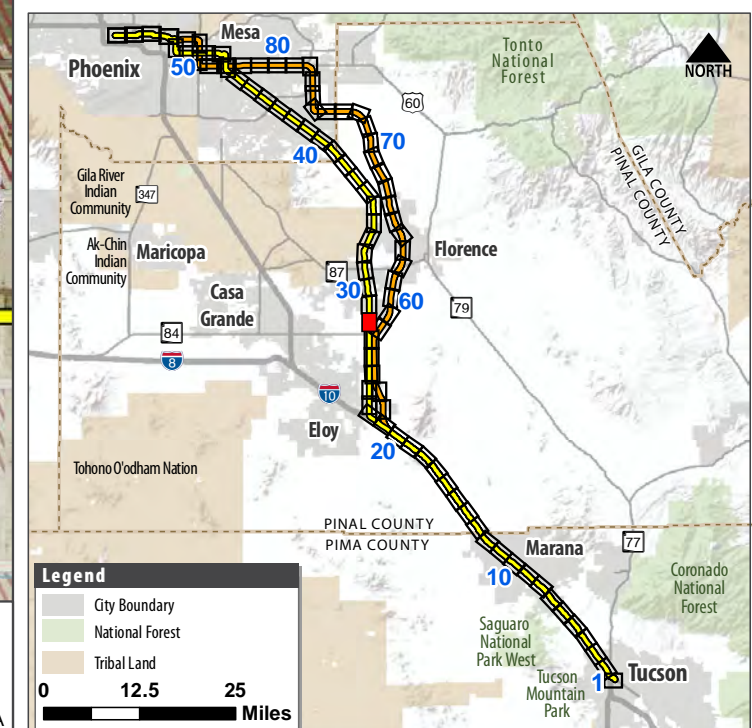 Mesa
80
Tonto
National
Forest
NORTH
Phoenix
50
60
70
40
GILA COUNTY
PINAL COUNTY
Gila River
Indian
Community
347
Ak-Chin
Indian
Community
Maricopa
Florence
87
30
60
Casa
Grande
79
84
8
10
Eloy
20
Tohono O'odham Nation
PINAL COUNTY
PIMA COUNTY
Marana
77
10
Coronado
National
Forest
Saguaro
National
Park West
Tucson
Mountain
Park
1
Tucson
Legend
City Boundary
National Forest
Tribal Land
0 12.5 25
Miles
A